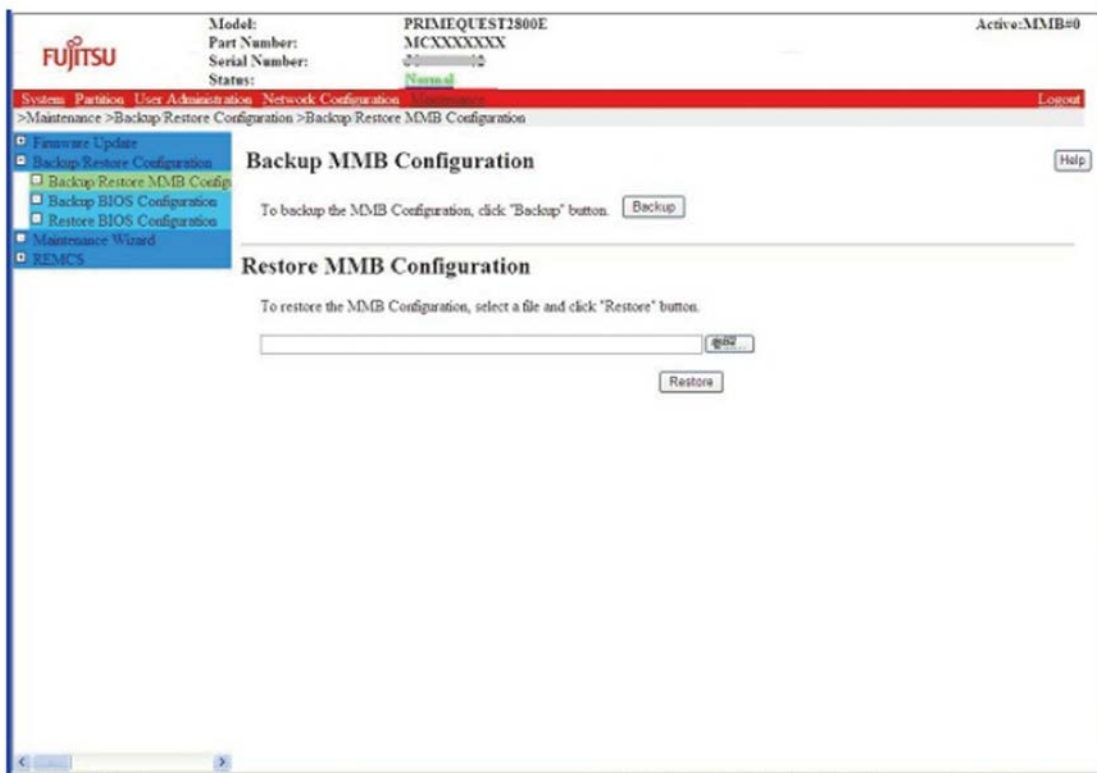 FUJITSU
Model: PRIMEQUEST2800E
Part Number: MCXXXXXXX
Serial Number:
Status: Normal
Active:MMB#0
System Partition User Administration Network Configuration Maintenance Logout
>Maintenance >Backup/Restore Configuration >Backup/Restore MMB Configuration
Firmware Update
Backup/Restore Configuration
Backup/Restore MMB Configu
Backup BIOS Configuration
Restore BIOS Configuration
Maintenance Wizard
REMCS
Backup MMB Configuration
Help
To backup the MMB Configuration, click "Backup" button. Backup
Restore MMB Configuration
To restore the MMB Configuration, select a file and click "Restore" button.
Restore